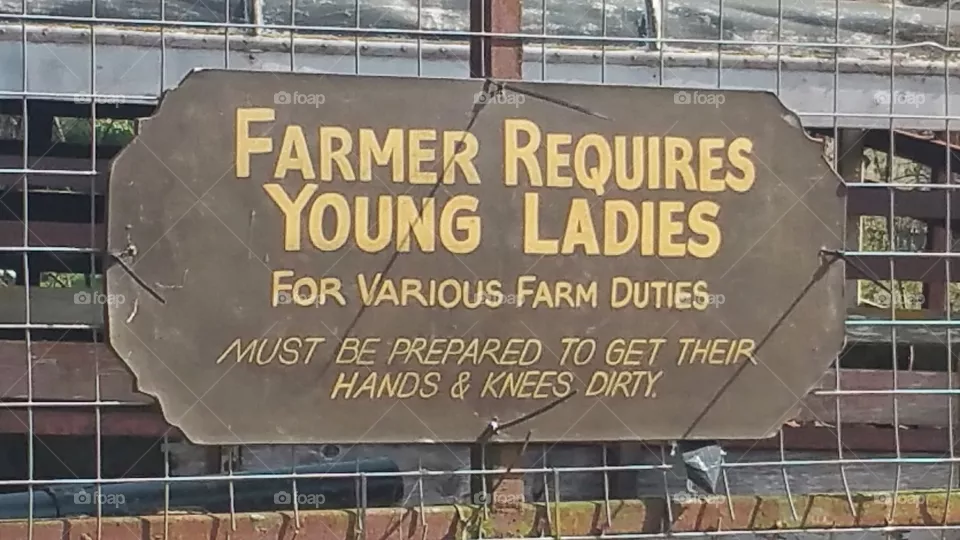 FARMER REQUIRES
YOUNG LADIES
FOR VARIOUS FARM DUTIES
MUST BE PREPARED TO GET THEIR
HANDS & KNEES DIRTY.